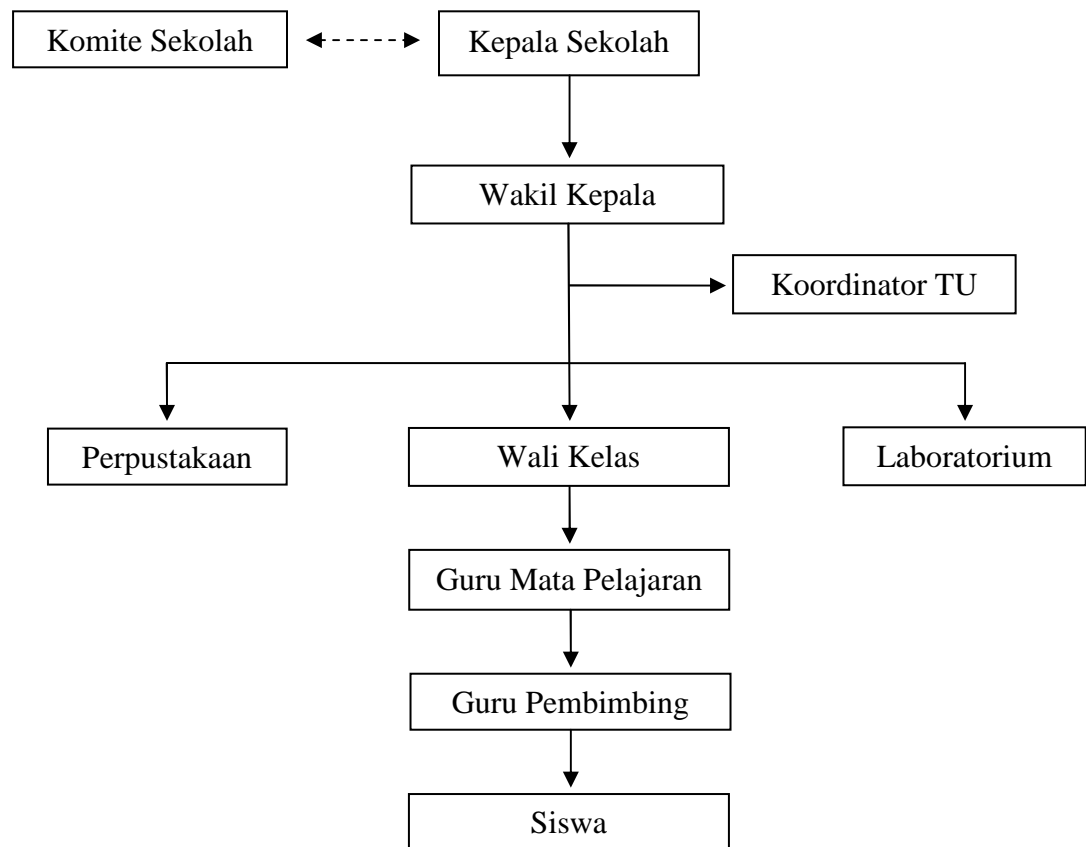 Komite Sekolah
Kepala Sekolah
Wakil Kepala
Koordinator TU
Perpustakaan
Wali Kelas
Laboratorium
Guru Mata Pelajaran
Guru Pembimbing
Siswa